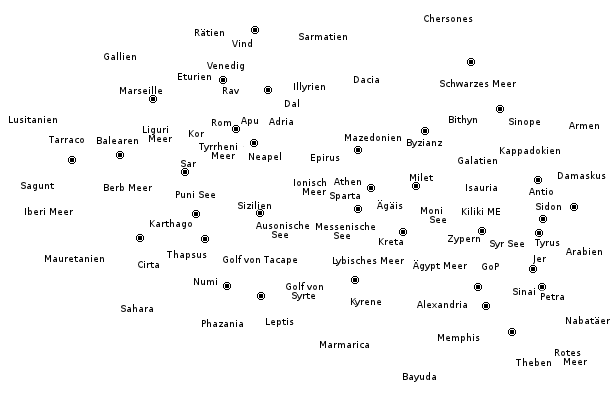 Chersones
Rätien
Sarmatien
Vind
Gallien
Venedig
Eturien
Dacia
Schwarzes Meer
Marseille
Rav
Illyrien
Dal
Lusitanien
Rom
Apu
Adria
Bithyn
Sinope
Armen
Liguri
Meer
Kor
Tarraco
Balearen
Mazedonien
Byzianz
Tyrrheni
Meer
Neapel
Epirus
Kappadokien
Galatien
Sar
Damaskus
Sagunt
Berb Meer
Puni See
Ionisch
Meer
Athen
Milet
Isauria
Antio
Sparta
Iberi Meer
Sizilien
Ägäis
Moni
See
Kiliki ME
Sidon
Karthago
Ausonische
See
Messenische
See
Kreta
Zypern
Syr See
Tyrus
Arabien
Mauretanien
Cirta
Thapsus
Golf von Tacape
Lybisches Meer
Ägypt Meer
GoP
Jer
Numi
Golf von
Syrte
Sinai
Petra
Sahara
Kyrene
Alexandria
Phazania
Leptis
Nabatäer
Marmarica
Memphis
Rotes
Meer
Theben
Bayuda